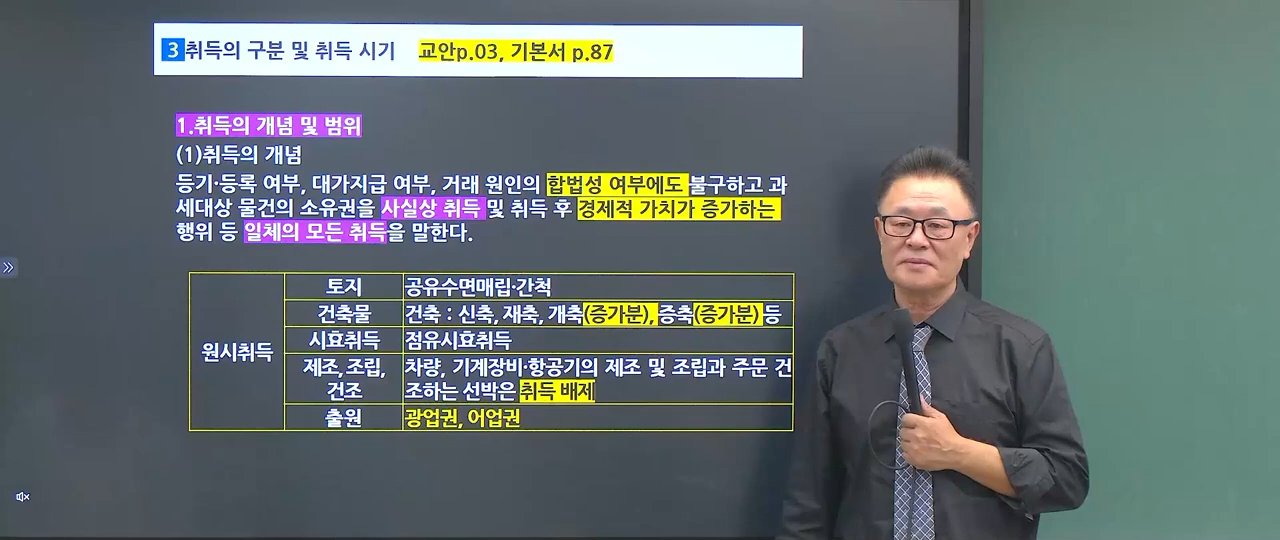 3 취득의 구분 및 취득 시기 교안p.03, 기본서 p.87
1.취득의 개념 및 범위
(1)취득의 개념
등기·등록 여부, 대가지급 여부, 거래 원인의 합법성 여부에도 불구하고 과
세대상 물건의 소유권을 사실상 취득 및 취득 후 경제적 가치가 증가하는
행위 등 일체의 모든 취득을 말한다.
원시취득
토지 공유수면매립·간척
건축물 건축 : 신축, 재축, 개축(증가분), 증축(증가분) 등
시효취득 점유시효취득
제조, 조립, 건조
차량, 기계장비·항공기의 제조 및 조립과 주문 건
조하는 선박은 취득 배제
출원 광업권, 어업권